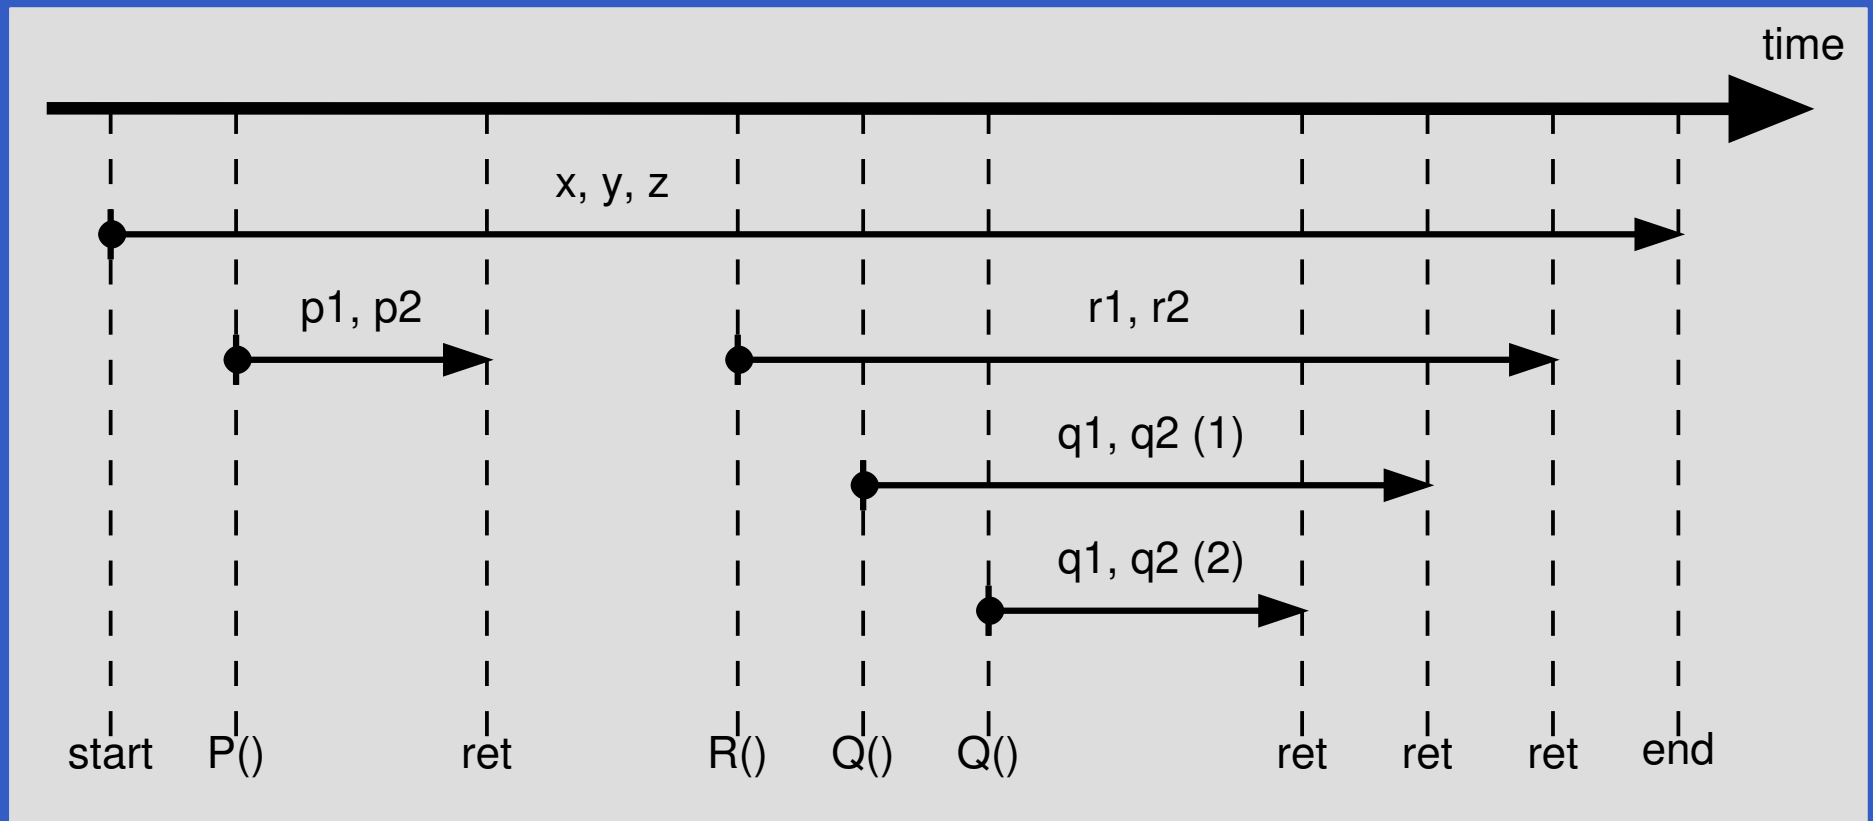 time
x, y, z
p1, p2
r1, r2
q1, q2 (1)
q1, q2 (2)
start P() ret R() Q() Q() ret ret ret end